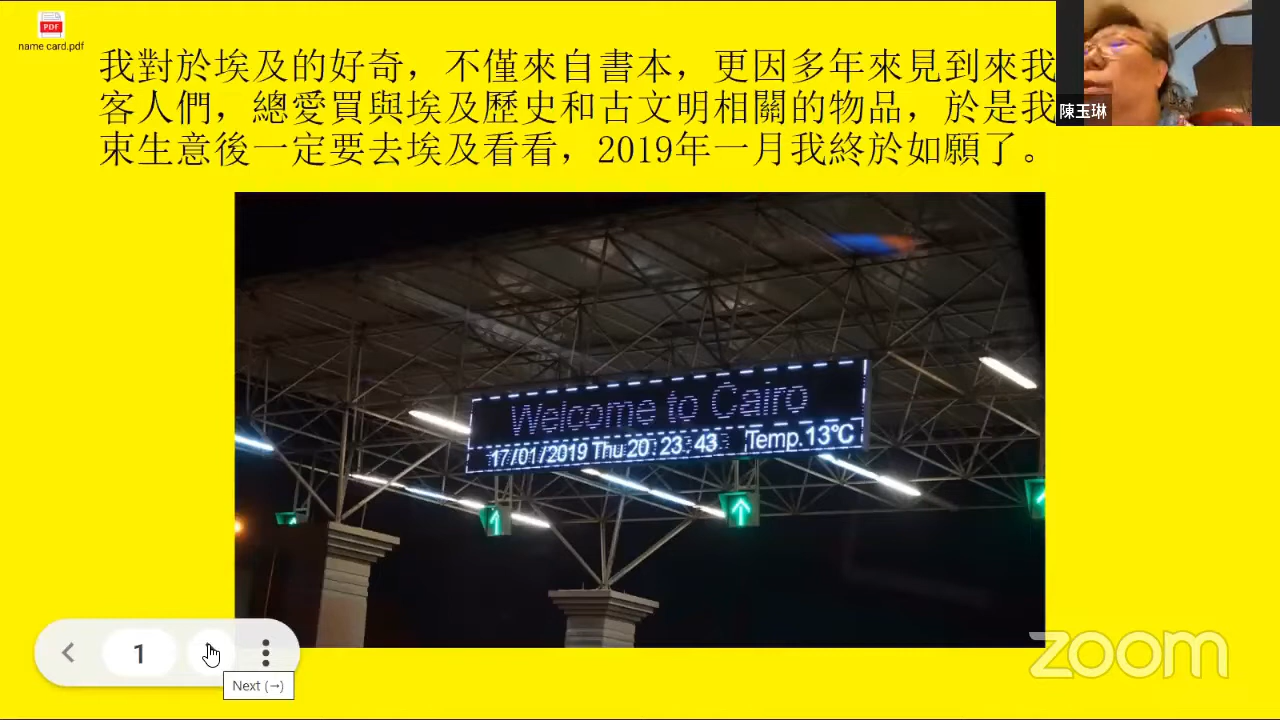 PDF
name card.pdf
我對於埃及的好奇，不僅來自書本，更因多年來見到來我
客人們，總愛買與埃及歷史和古文明相關的物品，於是我
束生意後一定要去埃及看看，2019年一月我終於如願了。
陳玉琳
Welcome to Cairo
17/01/2019 Thu 20:23:43 Temp.13°C
1
Next (→)
zoom